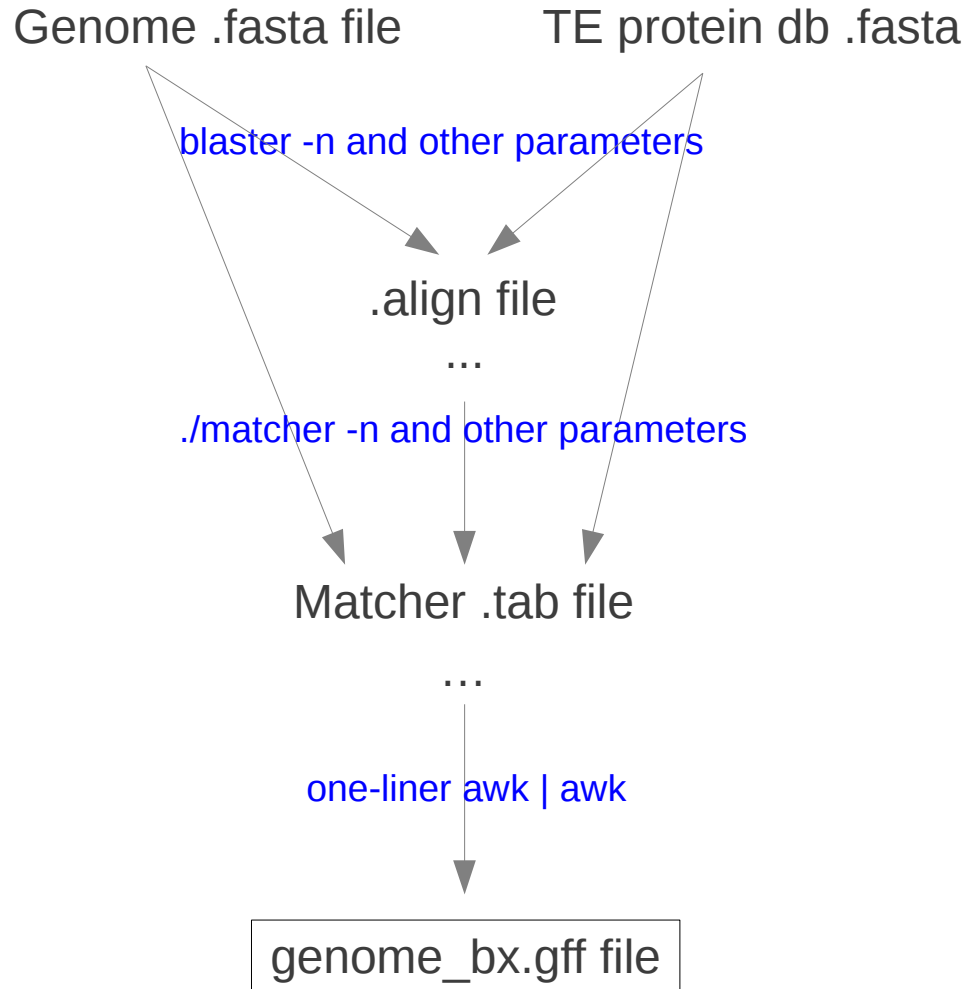 Genome .fasta file
TE protein db .fasta
blaster -n and other parameters
.align file
...
./matcher -n and other parameters
Matcher .tab file
...
one-liner awk | awk
genome_bx.gff file